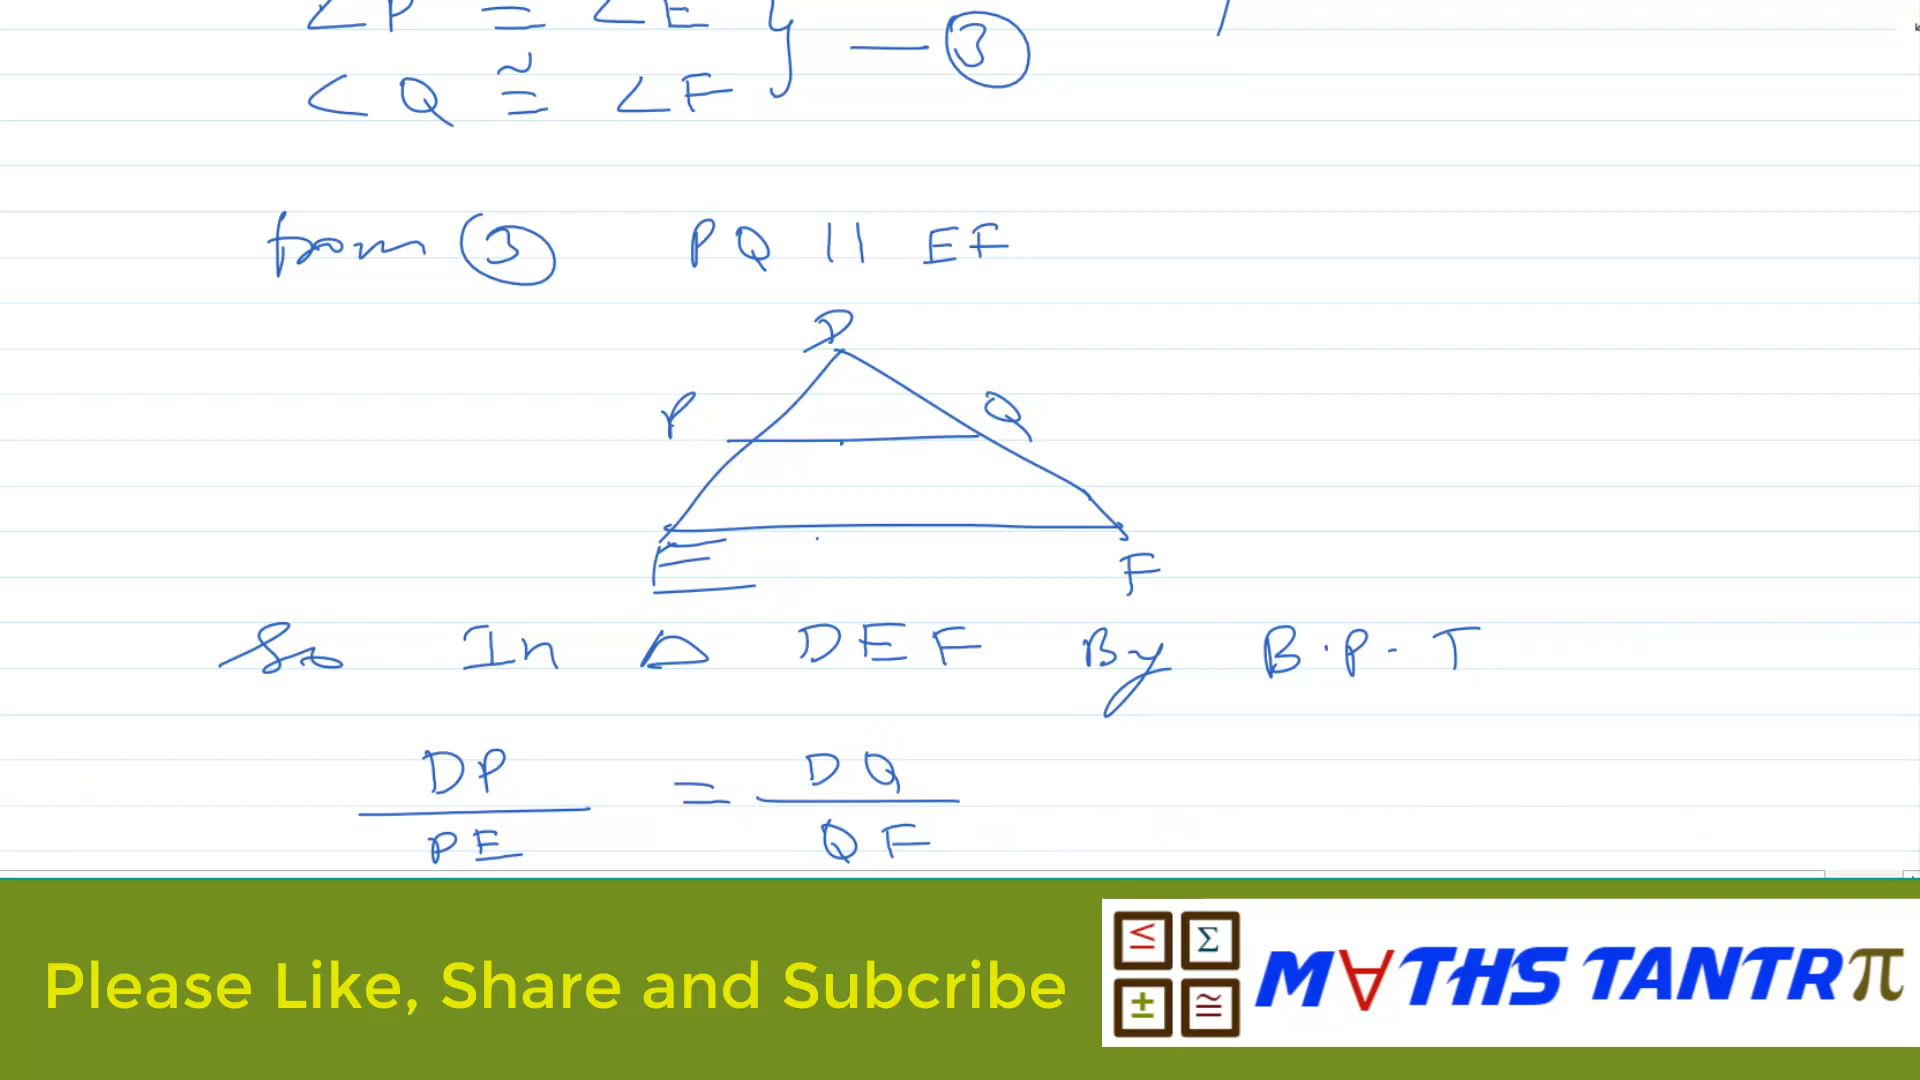 ∠P ≅ ∠E
∠Q ≅ ∠F } — ③
from ③ PQ || EF
D
P Q
E F
So In Δ DEF By B.P.T
DP/PE = DQ/QF
Please Like, Share and Subcribe
≤ Σ
± ≅
M∀THS TANTRπ